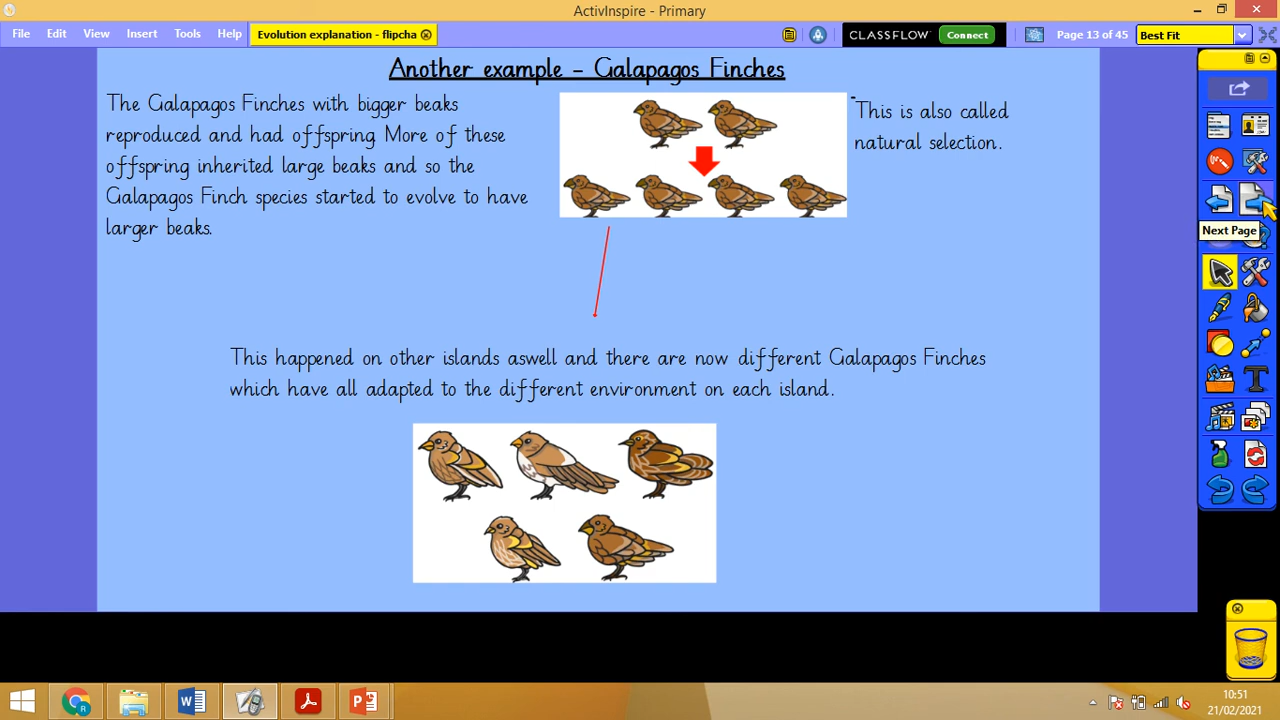 ActivInspire - Primary
File Edit View Insert Tools Help Evolution explanation - flipcha CLASSFLOW Connect Page 13 of 45 Best Fit
Another example - Galapagos Finches
The Galapagos Finches with bigger beaks
reproduced and had offspring. More of these
offspring inherited large beaks and so the
Galapagos Finch species started to evolve to have
larger beaks.
This is also called
natural selection.
Next Page
This happened on other islands aswell and there are now different Galapagos Finches
which have all adapted to the different environment on each island.
10:51
21/02/2021